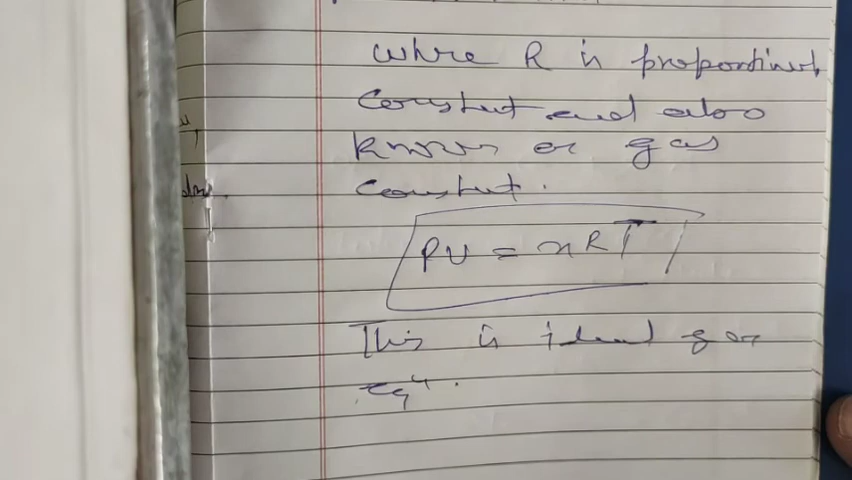 where R is proportional
constant and also
known as gas
constant.
PV = nRT
This is ideal gas
eqn.